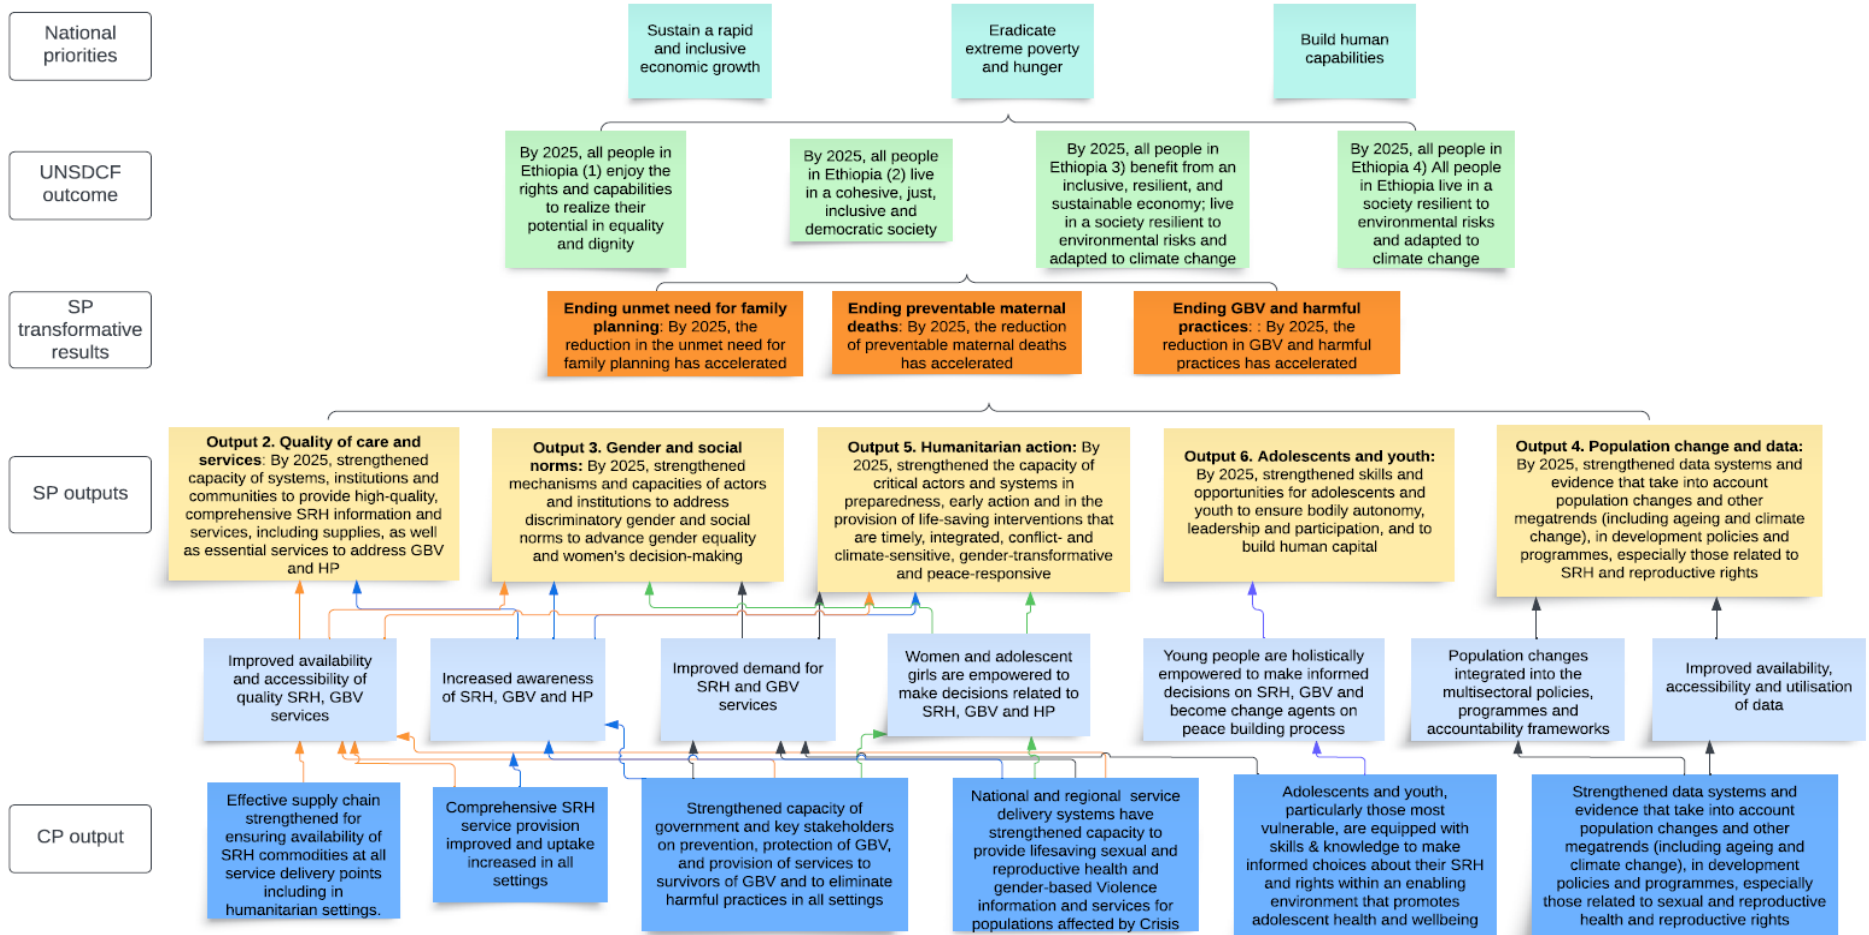 National
priorities
Sustain a rapid
and inclusive
economic growth
Eradicate
extreme poverty
and hunger
Build human
capabilities
UNSDCF
outcome
By 2025, all people in
Ethiopia (1) enjoy the
rights and capabilities
to realize their
potential in equality
and dignity
By 2025, all people
in Ethiopia (2) live
in a cohesive, just,
inclusive and
democratic society
By 2025, all people in
Ethiopia 3) benefit from an
inclusive, resilient, and
sustainable economy; live
in a society resilient to
environmental risks and
adapted to climate change
By 2025, all people in
Ethiopia 4) All people
in Ethiopia live in a
society resilient to
environmental risks
and adapted to
climate change
SP
transformative
results
Ending unmet need for family
planning: By 2025, the
reduction in the unmet need for
family planning has accelerated
Ending preventable maternal
deaths: By 2025, the reduction
of preventable maternal deaths
has accelerated
Ending GBV and harmful
practices: : By 2025, the
reduction in GBV and harmful
practices has accelerated
SP outputs
Output 2. Quality of care and
services: By 2025, strengthened
capacity of systems, institutions and
communities to provide high-quality,
comprehensive SRH information and
services, including supplies, as well
as essential services to address GBV
and HP
Output 3. Gender and social
norms: By 2025, strengthened
mechanisms and capacities of actors
and institutions to address
discriminatory gender and social
norms to advance gender equality
and women's decision-making
Output 5. Humanitarian action: By
2025, strengthened the capacity of
critical actors and systems in
preparedness, early action and in the
provision of life-saving interventions that
are timely, integrated, conflict- and
climate-sensitive, gender-transformative
and peace-responsive
Output 6. Adolescents and youth:
By 2025, strengthened skills and
opportunities for adolescents and
youth to ensure bodily autonomy,
leadership and participation, and to
build human capital
Output 4. Population change and data:
By 2025, strengthened data systems and
evidence that take into account
population changes and other
megatrends (including ageing and climate
change), in development policies and
programmes, especially those related to
SRH and reproductive rights
Improved availability
and accessibility of
quality SRH, GBV
services
Increased awareness
of SRH, GBV and HP
Improved demand for
SRH and GBV
services
Women and adolescent
girls are empowered to
make decisions related to
SRH, GBV and HP
Young people are holistically
empowered to make informed
decisions on SRH, GBV and
become change agents on
peace building process
Population changes
integrated into the
multisectoral policies,
programmes and
accountability frameworks
Improved availability,
accessibility and utilisation
of data
CP output
Effective supply chain
strengthened for
ensuring availability of
SRH commodities at all
service delivery points
including in
humanitarian settings.
Comprehensive SRH
service provision
improved and uptake
increased in all
settings
Strengthened capacity of
government and key stakeholders
on prevention, protection of GBV,
and provision of services to
survivors of GBV and to eliminate
harmful practices in all settings
National and regional service
delivery systems have
strengthened capacity to
provide lifesaving sexual and
reproductive health and
gender-based Violence
information and services for
populations affected by Crisis
Adolescents and youth,
particularly those most
vulnerable, are equipped with
skills & knowledge to make
informed choices about their SRH
and rights within an enabling
environment that promotes
adolescent health and wellbeing
Strengthened data systems and
evidence that take into account
population changes and other
megatrends (including ageing and
climate change), in development
policies and programmes, especially
those related to sexual and reproductive
health and reproductive rights